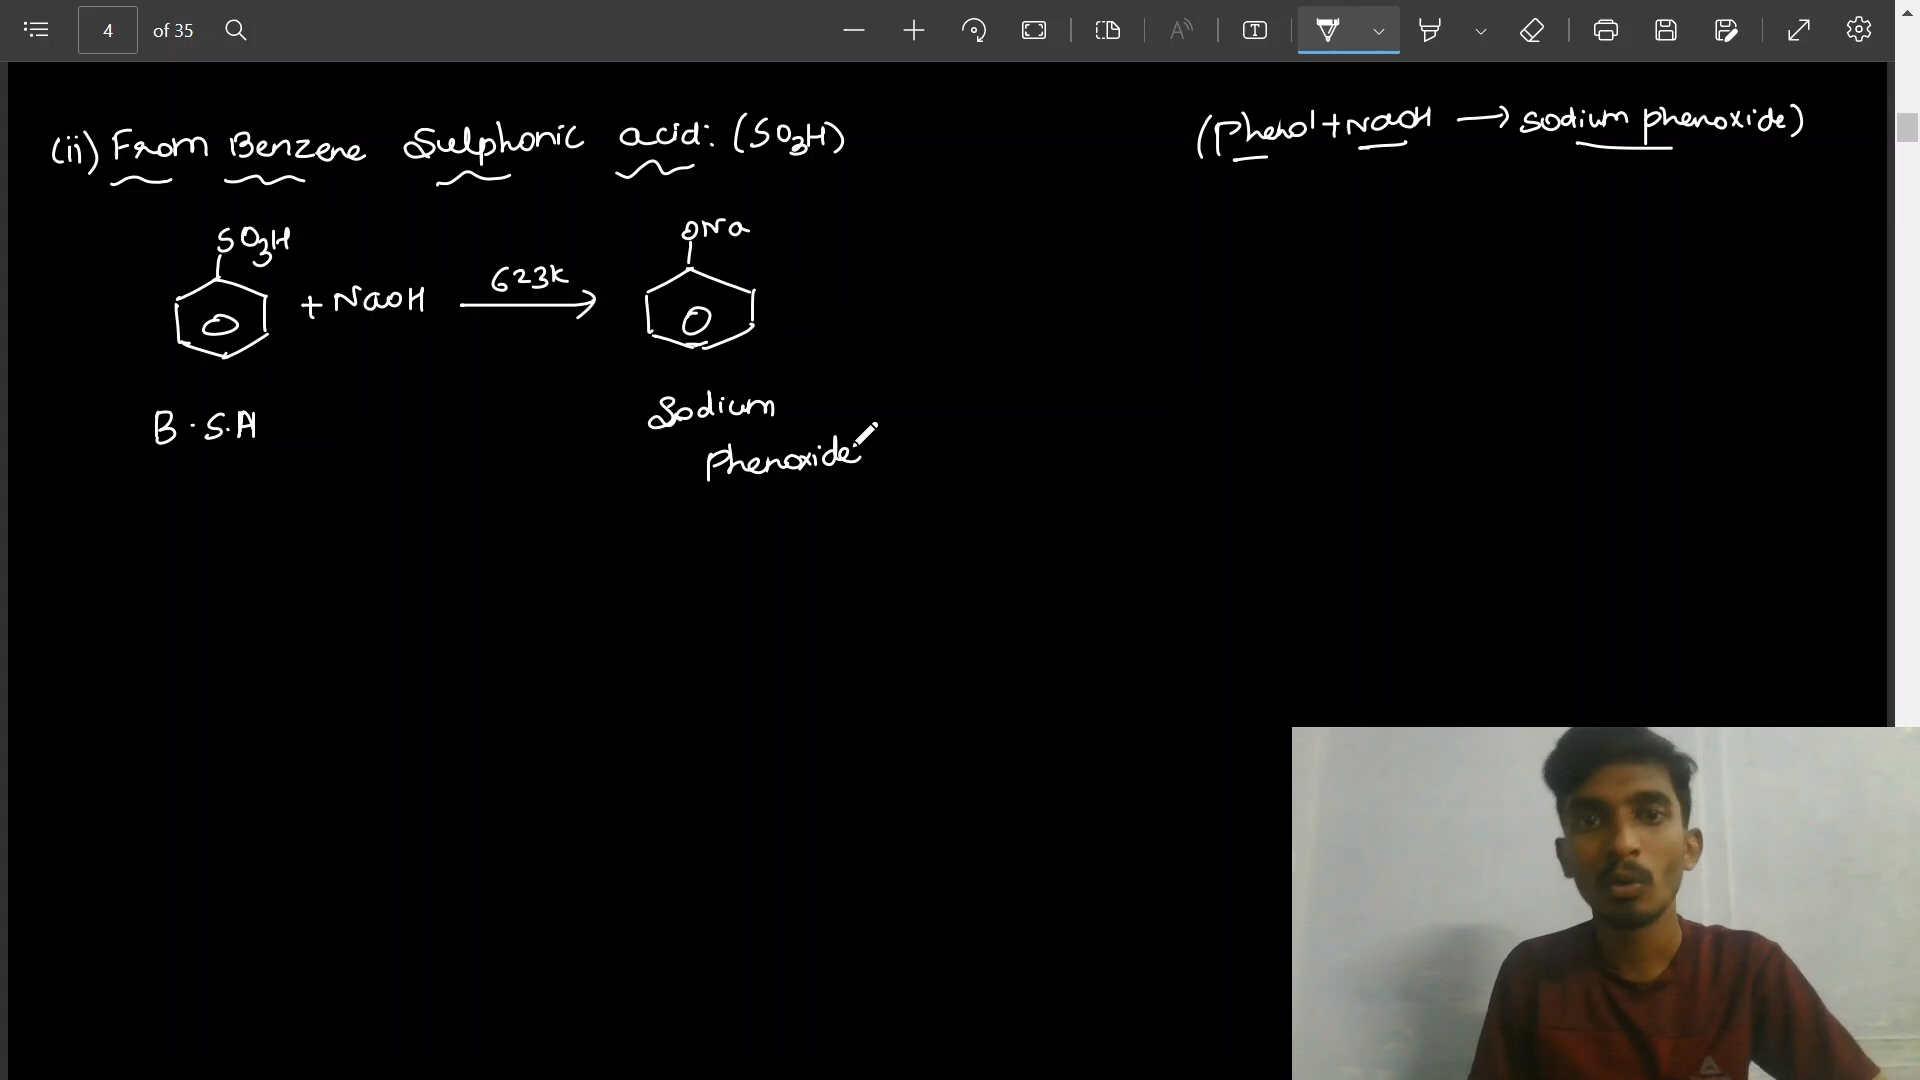 4 of 35
(ii) From Benzene Sulphonic acid: (SO3H)
(Phenol + NaOH → Sodium phenoxide)
SO3H
+ NaOH
623K
ONa
B.S.A
Sodium
Phenoxide